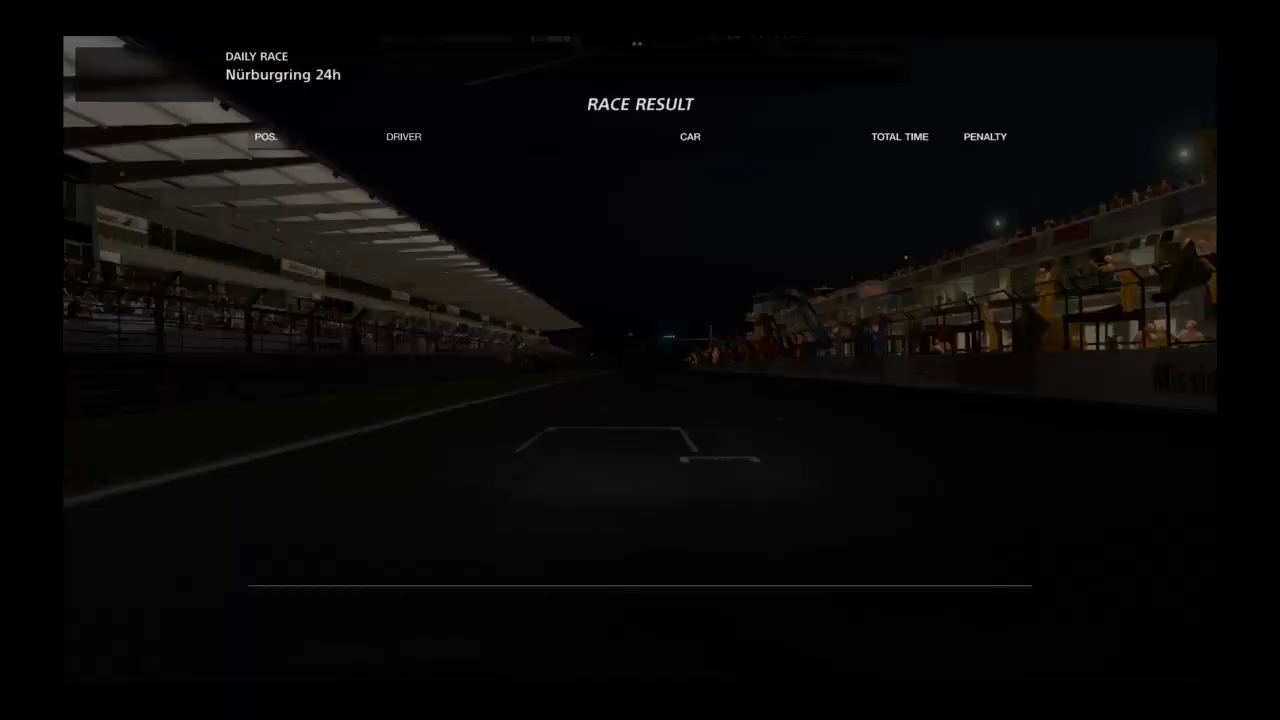 DAILY RACE
Nürburgring 24h
RACE RESULT
POS. DRIVER CAR TOTAL TIME PENALTY